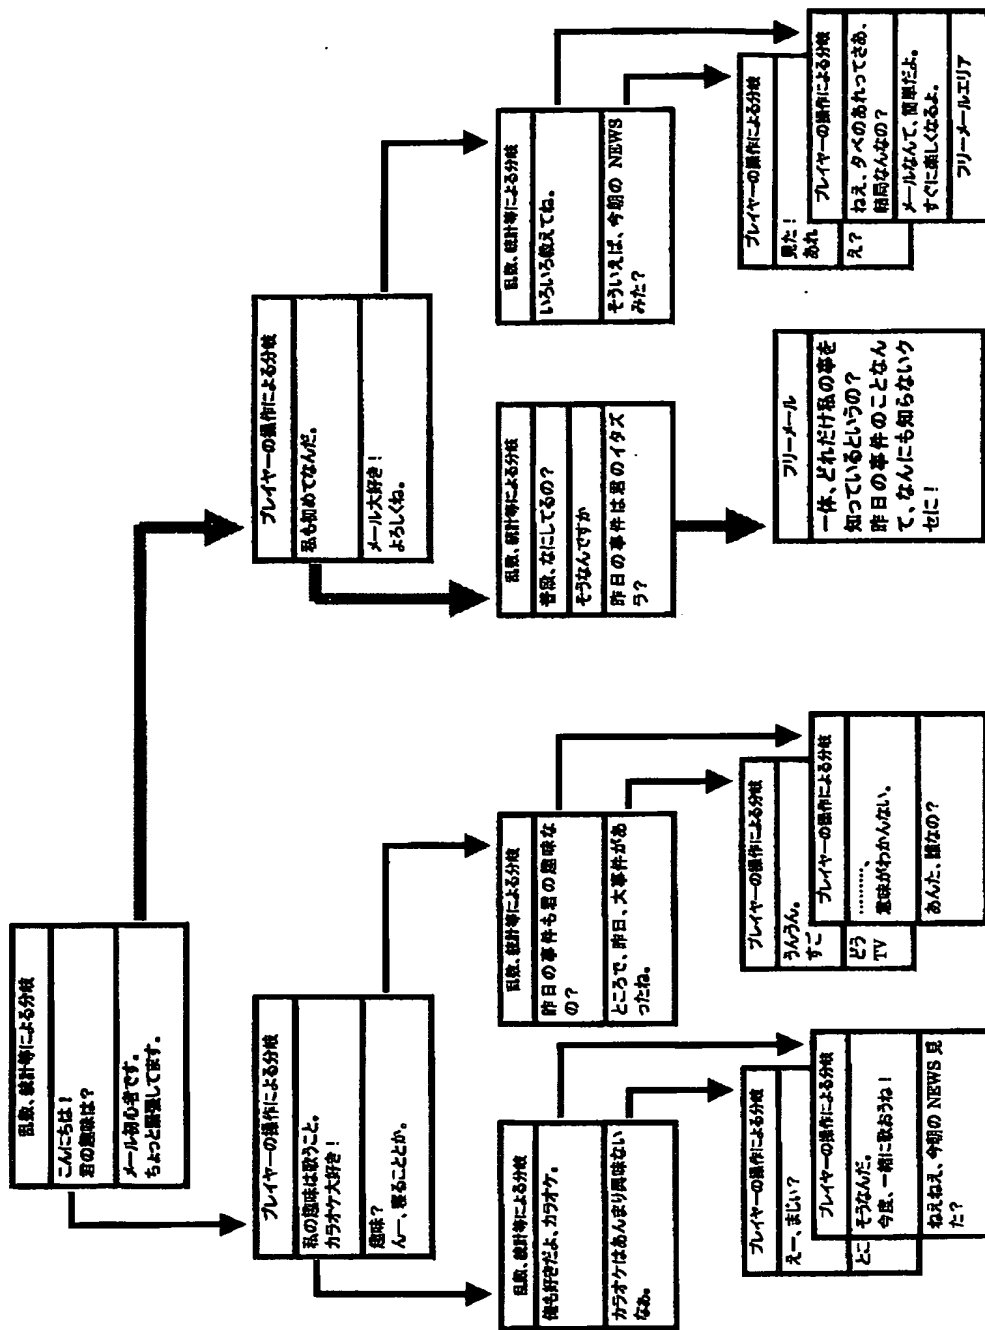 乱数、統計等による分岐
こんにちは！
君の趣味は？
メール初心者です。
ちょっと緊張してます。
プレイヤーの操作による分岐
私の趣味は歌うこと。
カラオケ大好き！
趣味？
んー、寝ることとか。
プレイヤーの操作による分岐
私も初めてなんだ。
メール大好き！
よろしくね。
乱数、統計等による分岐
俺も好きだよ、カラオケ。
カラオケはあんまり興味ない
なあ。
乱数、統計等による分岐
昨日の事件も君の趣味な
の？
ところで、昨日、大事件があ
ったね。
乱数、統計等による分岐
普段、なにしてるの？
そうなんですか
昨日の事件は君のイタズ
ラ？
乱数、統計等による分岐
いろいろ教えてね。
そういえば、今朝の NEWS
みた？
プレイヤーの操作による分岐
えー、まじい？
とこ
プレイヤーの操作による分岐
そうなんだ。
今度、一緒に歌おうね！
ねえねえ、今朝の NEWS 見
た？
プレイヤーの操作による分岐
うんうん。
すご
どう
TV
プレイヤーの操作による分岐
………、
意味がわかんない。
あんた、誰なの？
フリーメール
一体、どれだけ私の事を
知っているというの？
昨日の事件のことなん
て、なんにも知らないク
セに！
プレイヤーの操作による分岐
見た！
あれ
え？
プレイヤーの操作による分岐
ねえ、夕べのあれってさあ、
結局なんなの？
メールなんて、簡単だよ。
すぐに楽しくなるよ。
フリーメールエリア